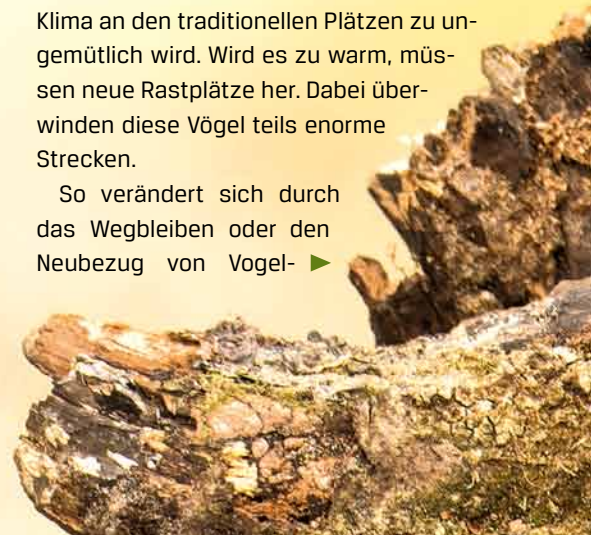 Klima an den traditionellen Plätzen zu un-
gemütlich wird. Wird es zu warm, müs-
sen neue Rastplätze her. Dabei über-
winden diese Vögel teils enorme
Strecken.
So verändert sich durch
das Wegbleiben oder den
Neubezug von Vogel- ►